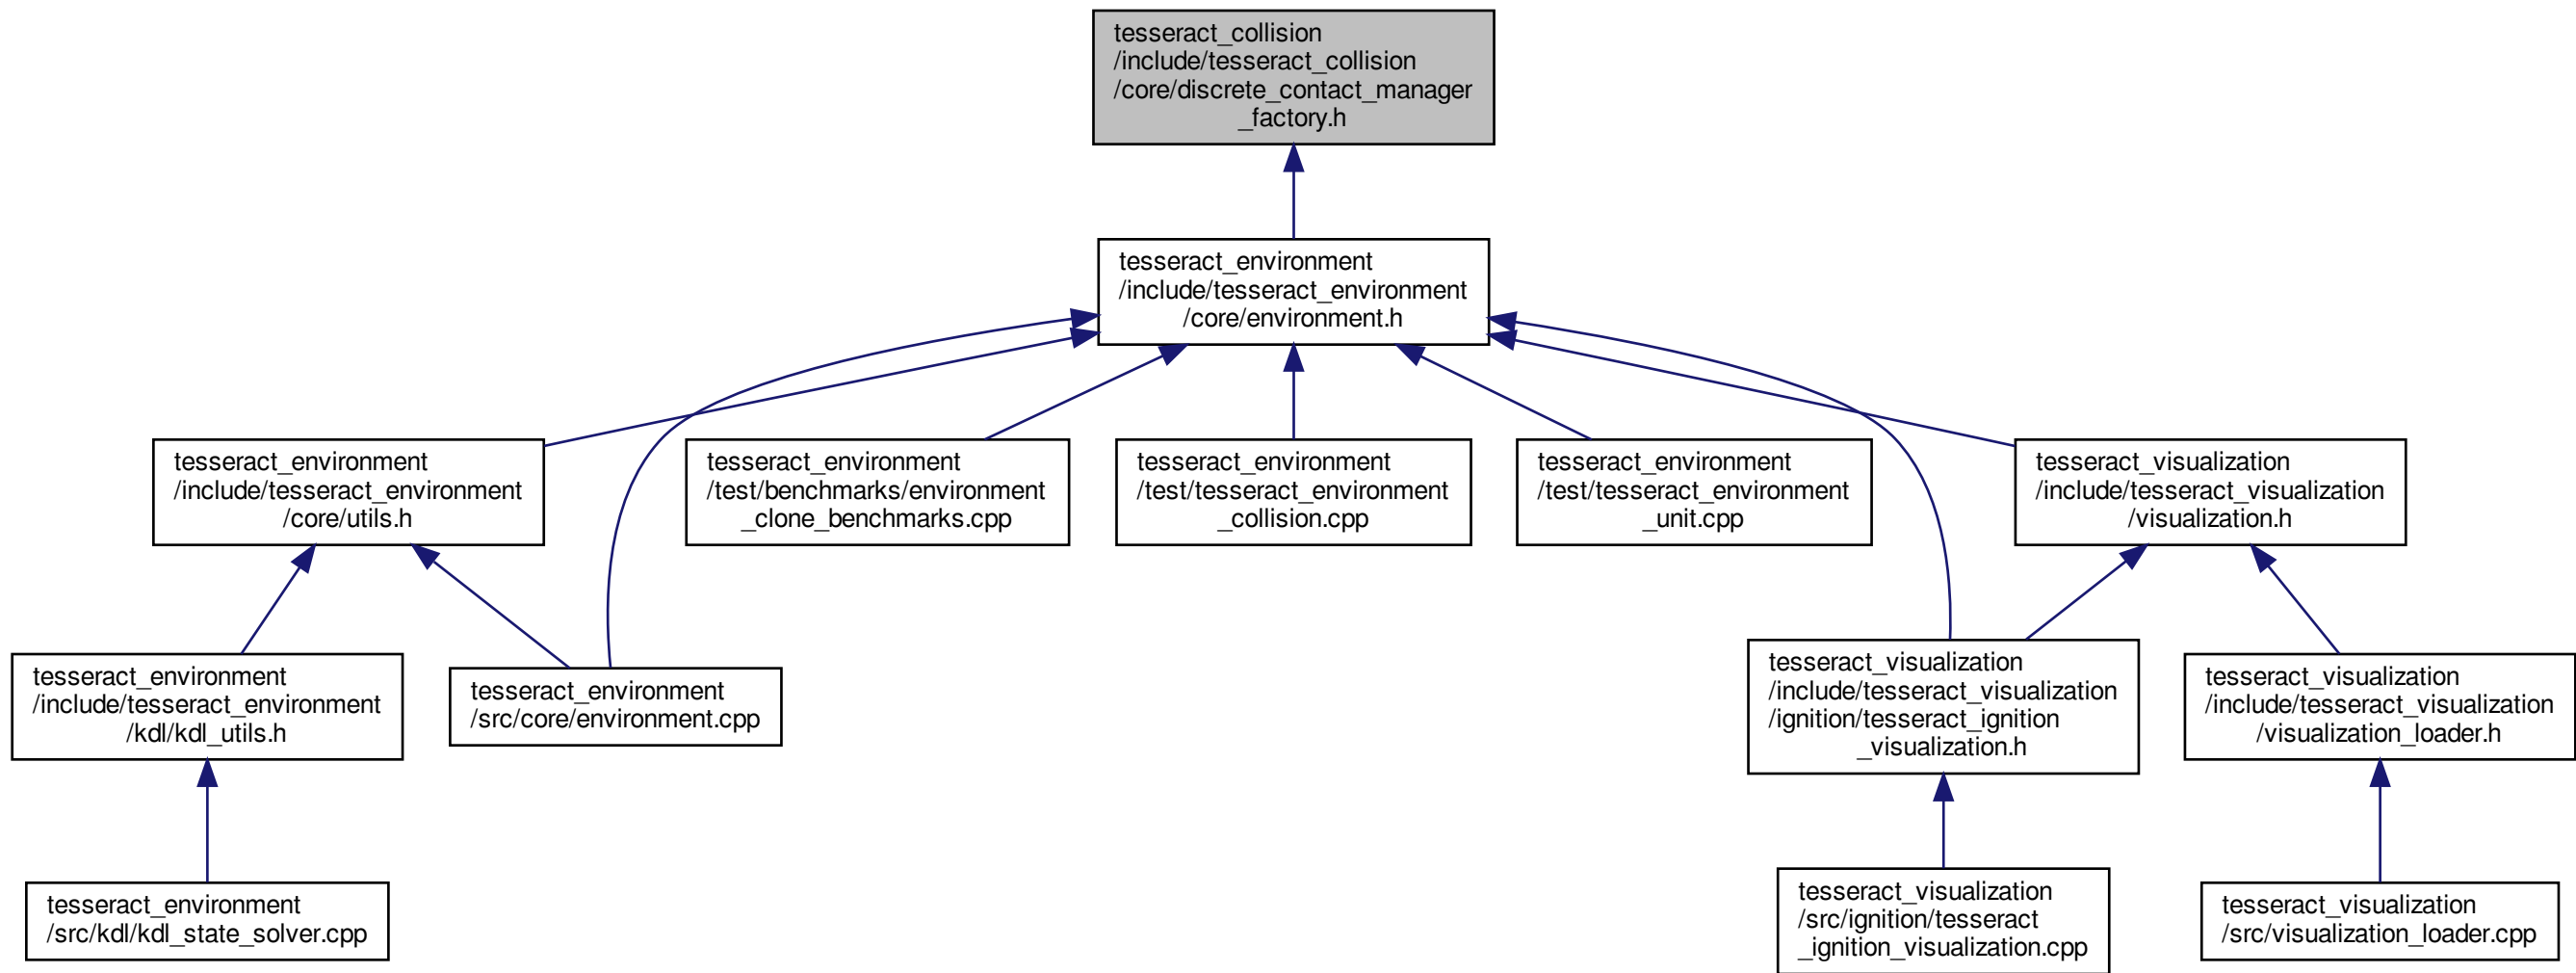 tesseract_collision
/include/tesseract_collision
/core/discrete_contact_manager
_factory.h
tesseract_environment
/include/tesseract_environment
/core/environment.h
tesseract_environment
/include/tesseract_environment
/core/utils.h
tesseract_environment
/test/benchmarks/environment
_clone_benchmarks.cpp
tesseract_environment
/test/tesseract_environment
_collision.cpp
tesseract_environment
/test/tesseract_environment
_unit.cpp
tesseract_visualization
/include/tesseract_visualization
/visualization.h
tesseract_environment
/include/tesseract_environment
/kdl/kdl_utils.h
tesseract_environment
/src/core/environment.cpp
tesseract_visualization
/include/tesseract_visualization
/ignition/tesseract_ignition
_visualization.h
tesseract_visualization
/include/tesseract_visualization
/visualization_loader.h
tesseract_environment
/src/kdl/kdl_state_solver.cpp
tesseract_visualization
/src/ignition/tesseract
_ignition_visualization.cpp
tesseract_visualization
/src/visualization_loader.cpp